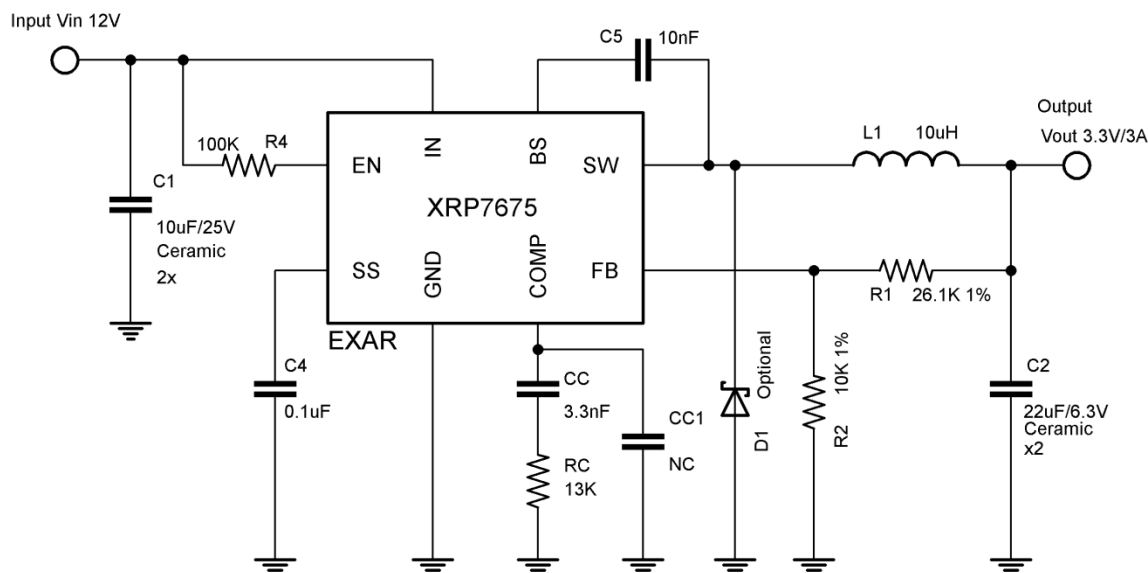 Input Vin 12V
C5
10nF
Output
Vout 3.3V/3A
L1
10uH
100K
R4
EN
IN
BS
SW
C1
10uF/25V
Ceramic
2x
XRP7675
SS
GND
COMP
FB
R1
26.1K 1%
EXAR
C4
0.1uF
CC
3.3nF
CC1
NC
RC
13K
Optional
D1
10K 1%
R2
C2
22uF/6.3V
Ceramic
x2